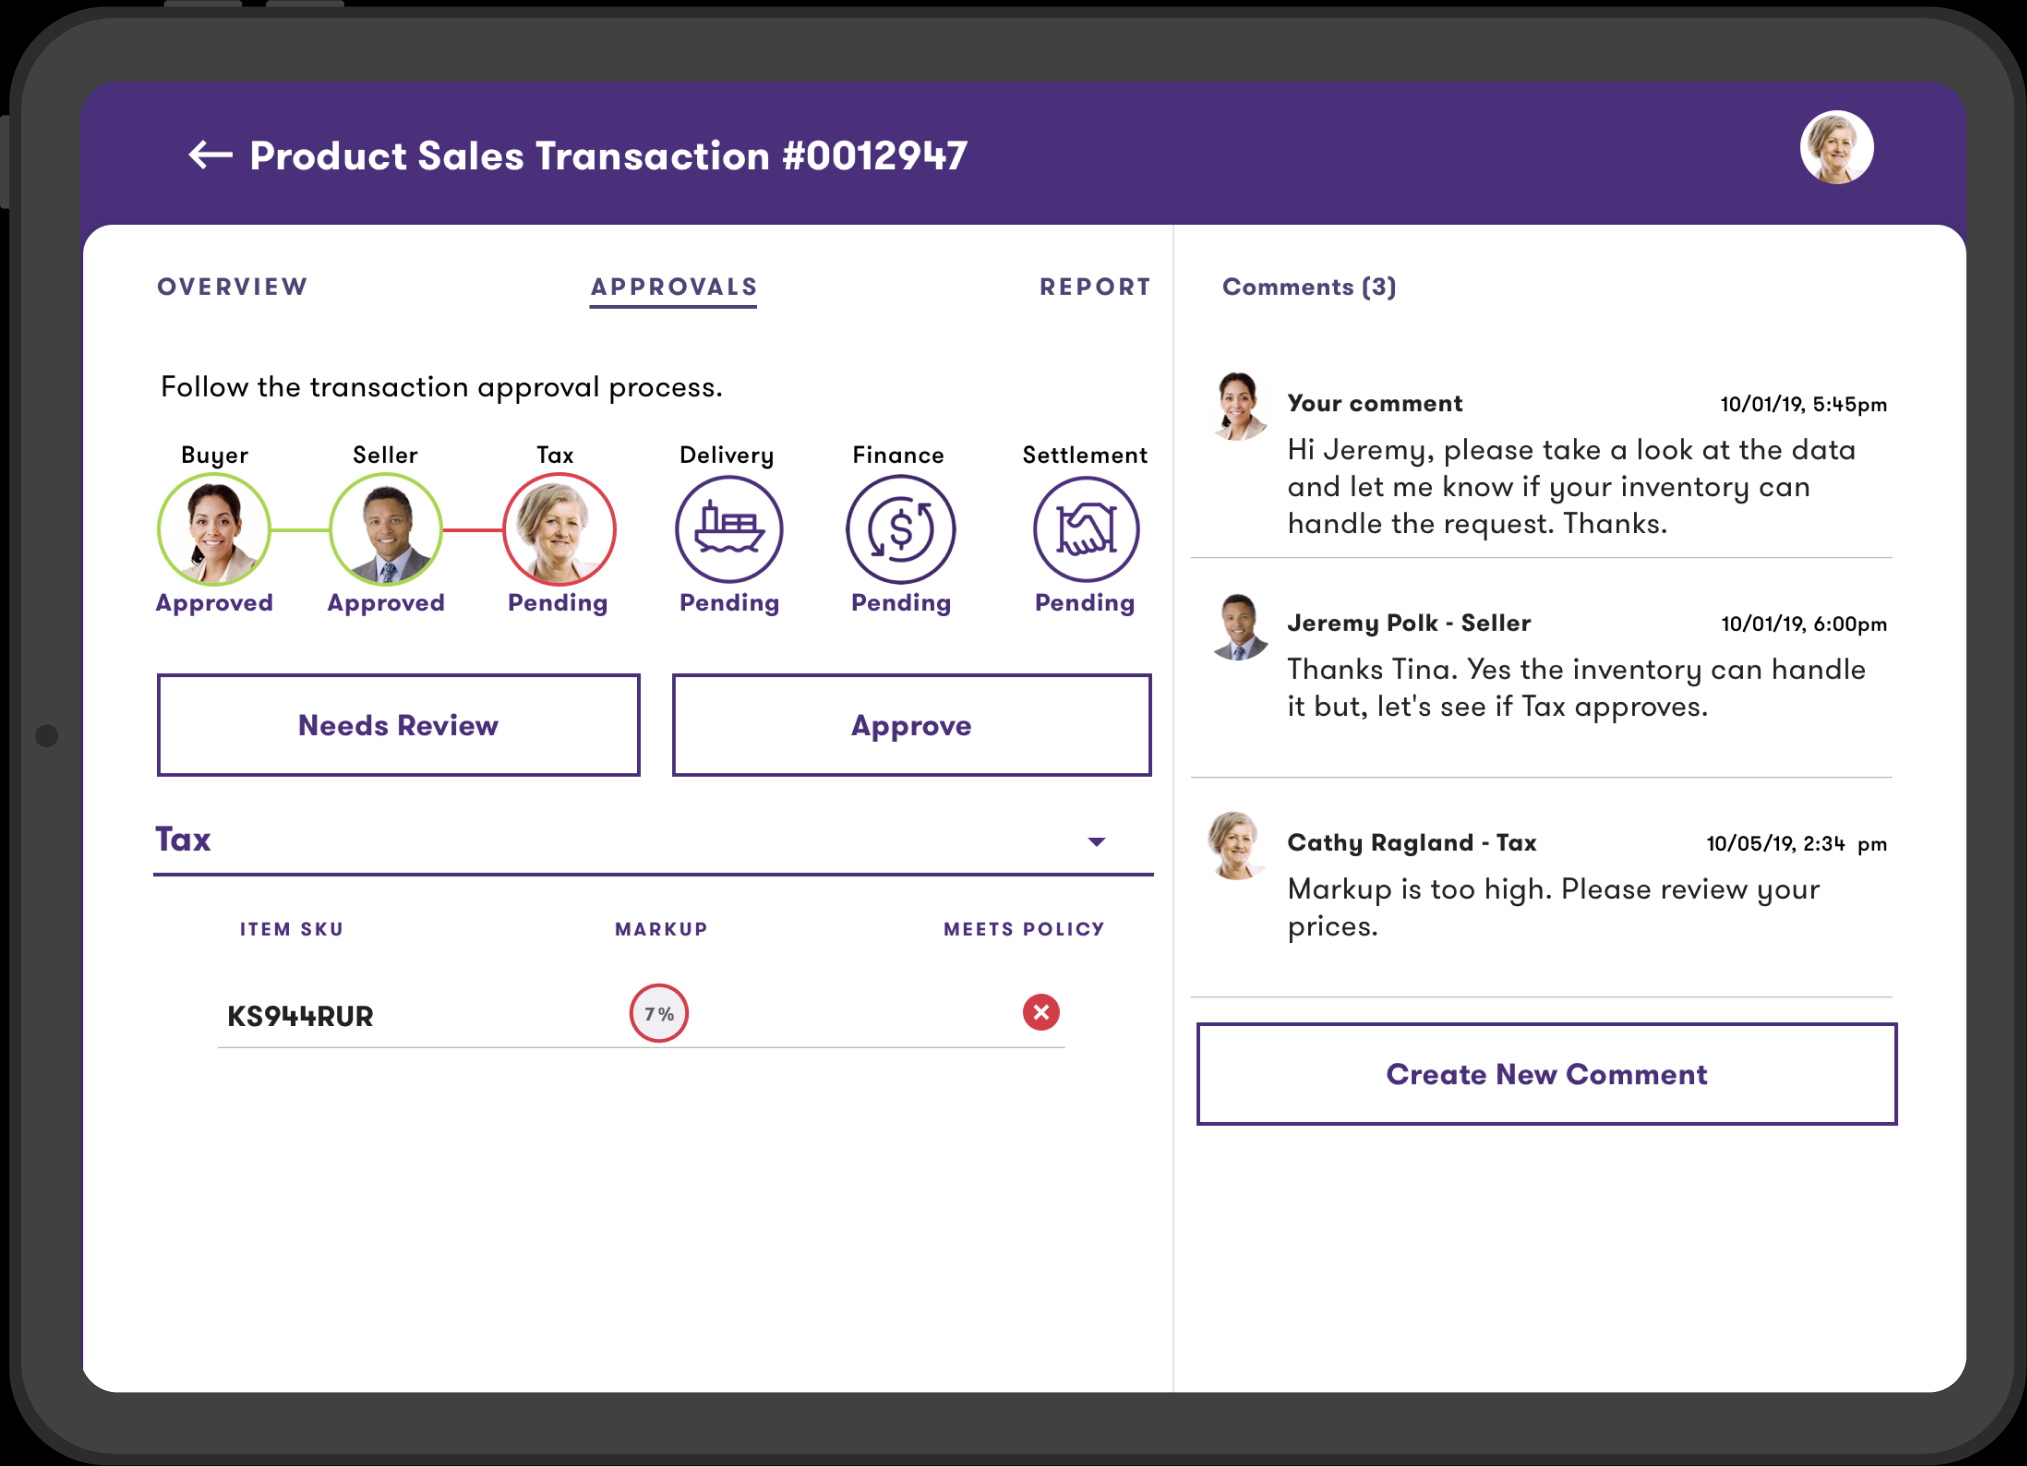 Product Sales Transaction #0012947
OVERVIEW
APPROVALS
REPORT
Follow the transaction approval process.
Buyer
Seller
Tax
Delivery
Finance
Settlement
Approved
Approved
Pending
Pending
Pending
Pending
Needs Review
Approve
Tax
ITEM SKU
MARKUP
MEETS POLICY
KS944RUR
7%
Comments (3)
Your comment
10/01/19, 5:45pm
Hi Jeremy, please take a look at the data
and let me know if your inventory can
handle the request. Thanks.
Jeremy Polk - Seller
10/01/19, 6:00pm
Thanks Tina. Yes the inventory can handle
it but, let's see if Tax approves.
Cathy Ragland - Tax
10/05/19, 2:34 pm
Markup is too high. Please review your
prices.
Create New Comment